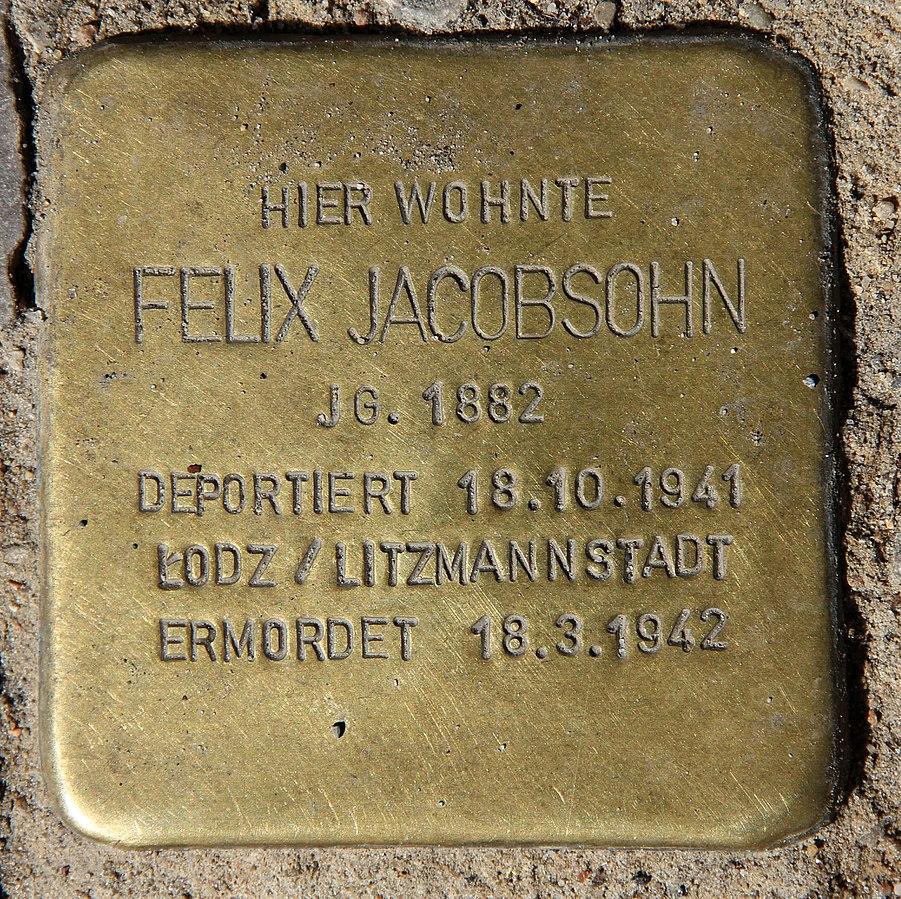 HIER WOHNTE
FELIX JACOBSOHN
JG. 1882
DEPORTIERT 18.10.1941
ŁODZ / LITZMANNSTADT
ERMORDET 18.3.1942